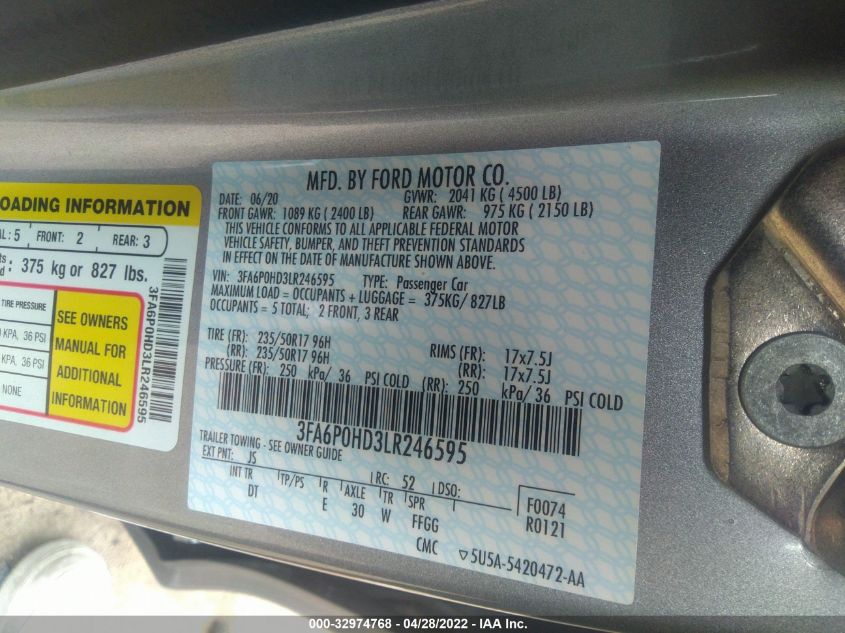 OADING INFORMATION
AL : 5 FRONT: 2 REAR: 3
: 375 kg or 827 lbs.
TIRE PRESSURE
KPA, 36 PSI
KPA, 36 PSI
NONE
SEE OWNERS
MANUAL FOR
ADDITIONAL
INFORMATION
3FA6P0HD3LR246595
MFD. BY FORD MOTOR CO.
DATE: 06/20 GVWR: 2041 KG ( 4500 LB)
FRONT GAWR: 1089 KG ( 2400 LB) REAR GAWR: 975 KG ( 2150 LB)
THIS VEHICLE CONFORMS TO ALL APPLICABLE FEDERAL MOTOR
VEHICLE SAFETY, BUMPER, AND THEFT PREVENTION STANDARDS
IN EFFECT ON THE DATE OF MANUFACTURE SHOWN ABOVE.
VIN: 3FA6P0HD3LR246595 TYPE: Passenger Car
MAXIMUM LOAD = OCCUPANTS + LUGGAGE = 375KG/827LB
OCCUPANTS = 5 TOTAL; 2 FRONT, 3 REAR
TIRE (FR): 235/50R17 96H RIMS (FR): 17x7.5J
(RR): 235/50R17 96H (RR): 17x7.5J
PRESSURE (FR): 250 kPa/ 36 PSI COLD (RR): 250 kPa/ 36 PSI COLD
3FA6P0HD3LR246595
TRAILER TOWING - SEE OWNER GUIDE
EXT PNT: JS RC: 52 DSO:
INT TR TP/PS R AXLE TR SPR
DT E 30 W FFGG
F0074
R0121
CMC ▽5U5A-5420472-AA
000-32974768 - 04/28/2022 - IAA Inc.